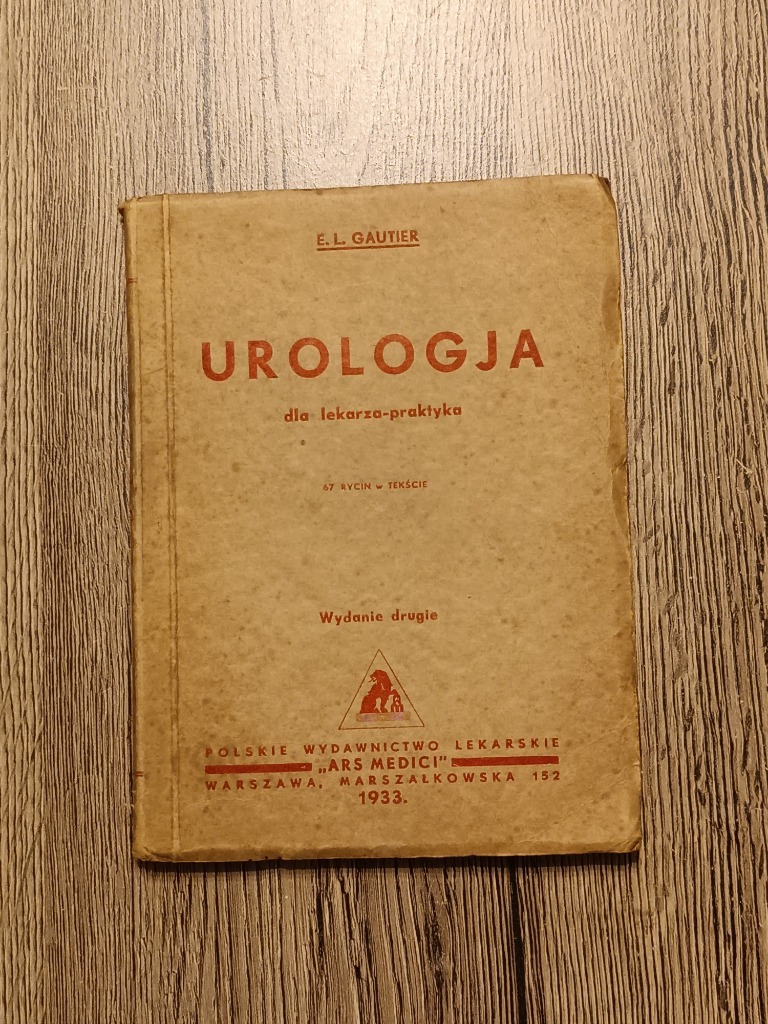 E. L. GAUTIER
UROLOGJA
dla lekarza-praktyka
67 RYCIN w TEKŚCIE
Wydanie drugie
POLSKIE WYDAWNICTWO LEKARSKIE
„ARS MEDICI”
WARSZAWA, MARSZAŁKOWSKA 152
1933.